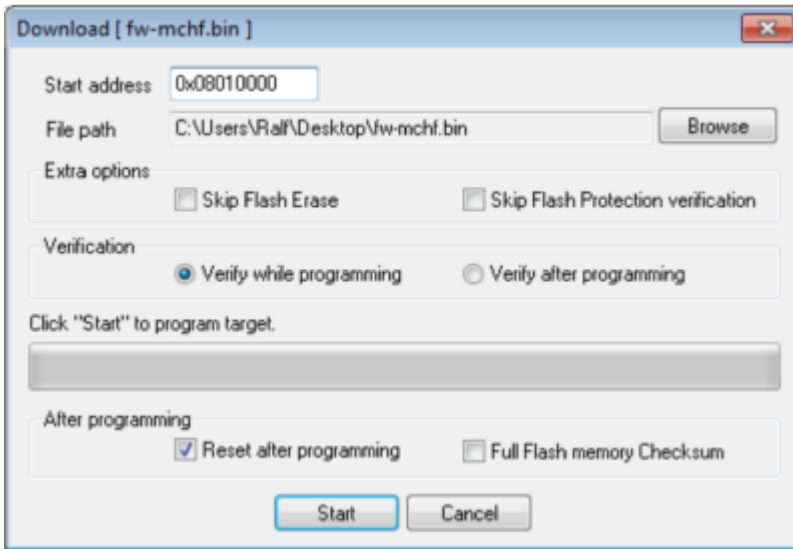 Download [ fw-mchf.bin ]
Start address 0x08010000
File path C:\Users\Ralf\Desktop\fw-mchf.bin Browse
Extra options
Skip Flash Erase Skip Flash Protection verification
Verification
Verify while programming Verify after programming
Click "Start" to program target.
After programming
Reset after programming Full Flash memory Checksum
Start Cancel